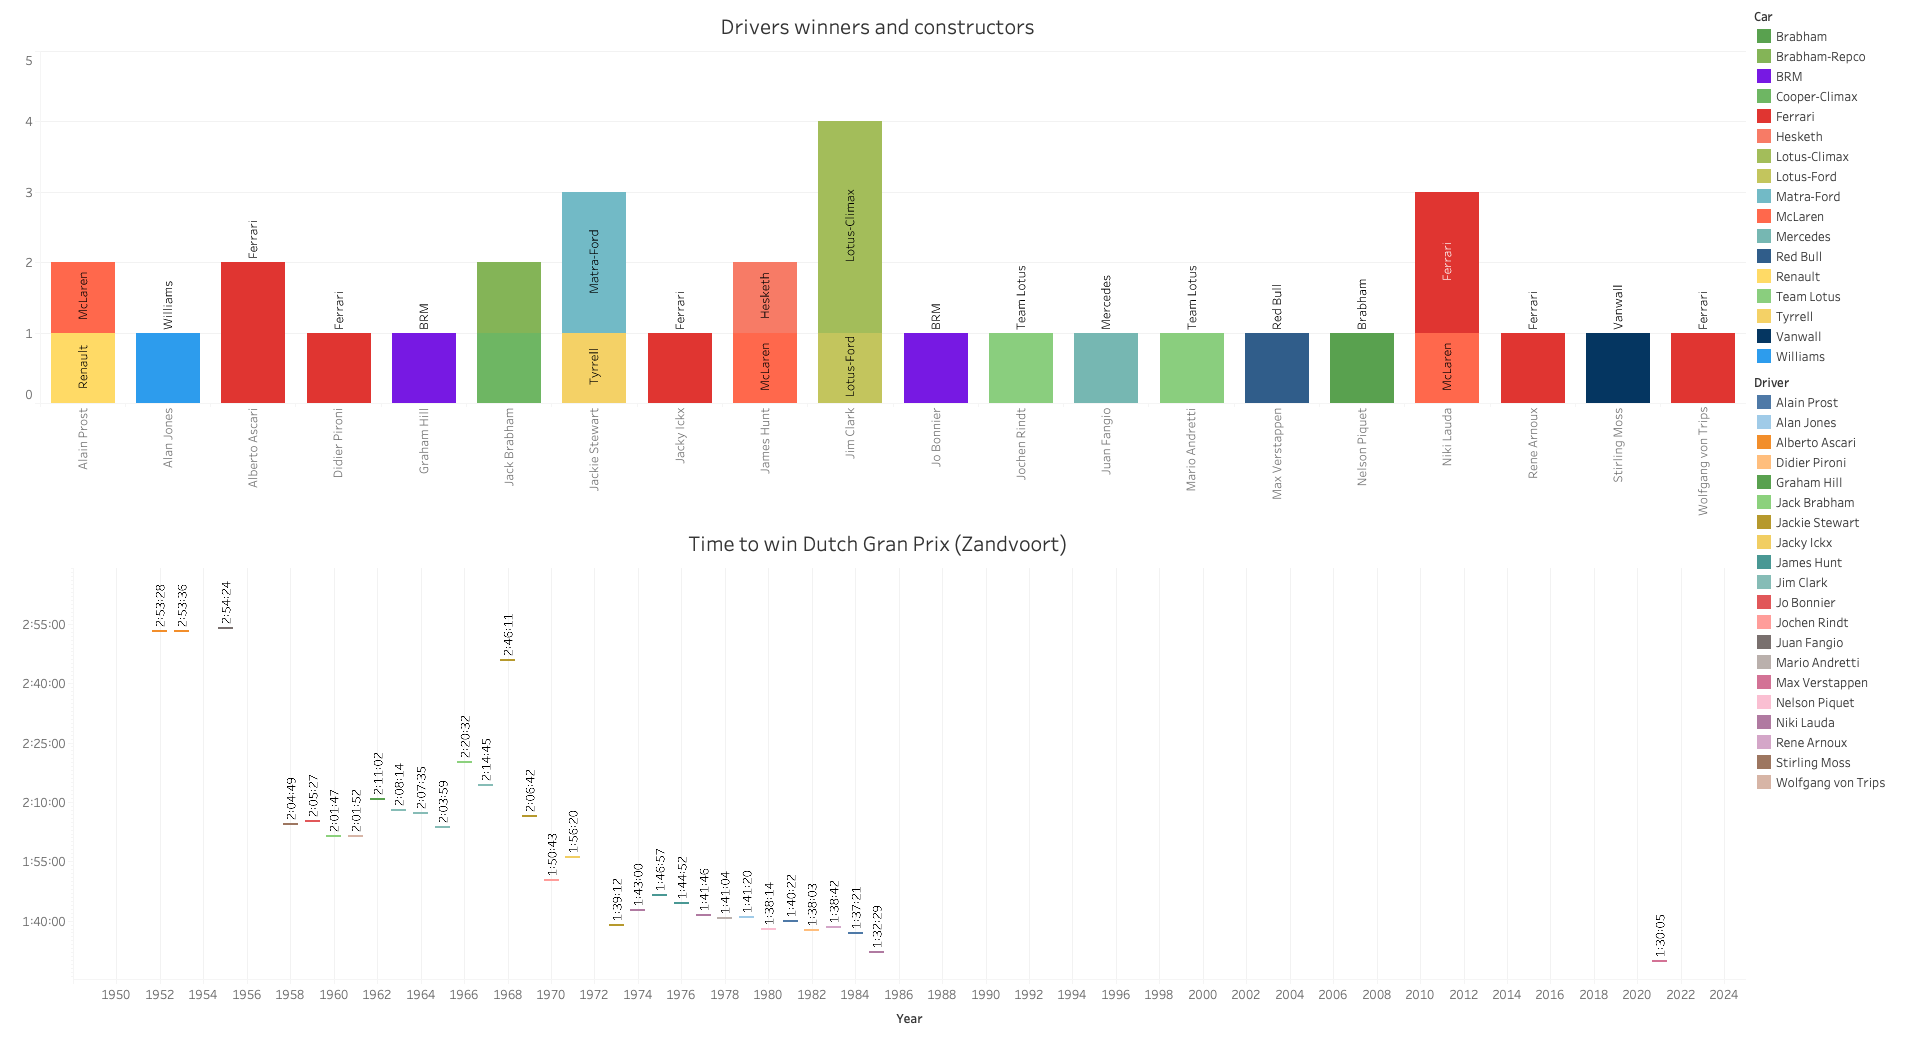 Drivers winners and constructors
5
4
3
2
1
0
McLaren
Renault
Williams
Ferrari
Ferrari
BRM
Matra-Ford
Tyrrell
Ferrari
Hesketh
McLaren
Lotus-Climax
Lotus-Ford
BRM
Team Lotus
Mercedes
Team Lotus
Red Bull
Brabham
Ferrari
McLaren
Ferrari
Vanwall
Ferrari
Alain Prost
Alan Jones
Alberto Ascari
Didier Pironi
Graham Hill
Jack Brabham
Jackie Stewart
Jacky Ickx
James Hunt
Jim Clark
Jo Bonnier
Jochen Rindt
Juan Fangio
Mario Andretti
Max Verstappen
Nelson Piquet
Niki Lauda
Rene Arnoux
Stirling Moss
Wolfgang von Trips
Time to win Dutch Gran Prix (Zandvoort)
2:55:00
2:40:00
2:25:00
2:10:00
1:55:00
1:40:00
2:53:28
2:53:36
2:54:24
2:04:49
2:05:27
2:01:47
2:01:52
2:11:02
2:08:14
2:07:35
2:03:59
2:20:32
2:14:45
2:46:11
2:06:42
1:50:43
1:56:20
1:39:12
1:43:00
1:46:57
1:44:52
1:41:46
1:41:04
1:41:20
1:38:14
1:40:22
1:38:03
1:38:42
1:37:21
1:32:29
1:30:05
1950 1952 1954 1956 1958 1960 1962 1964 1966 1968 1970 1972 1974 1976 1978 1980 1982 1984 1986 1988 1990 1992 1994 1996 1998 2000 2002 2004 2006 2008 2010 2012 2014 2016 2018 2020 2022 2024
Year
Car
Brabham
Brabham-Repco
BRM
Cooper-Climax
Ferrari
Hesketh
Lotus-Climax
Lotus-Ford
Matra-Ford
McLaren
Mercedes
Red Bull
Renault
Team Lotus
Tyrrell
Vanwall
Williams
Driver
Alain Prost
Alan Jones
Alberto Ascari
Didier Pironi
Graham Hill
Jack Brabham
Jackie Stewart
Jacky Ickx
James Hunt
Jim Clark
Jo Bonnier
Jochen Rindt
Juan Fangio
Mario Andretti
Max Verstappen
Nelson Piquet
Niki Lauda
Rene Arnoux
Stirling Moss
Wolfgang von Trips